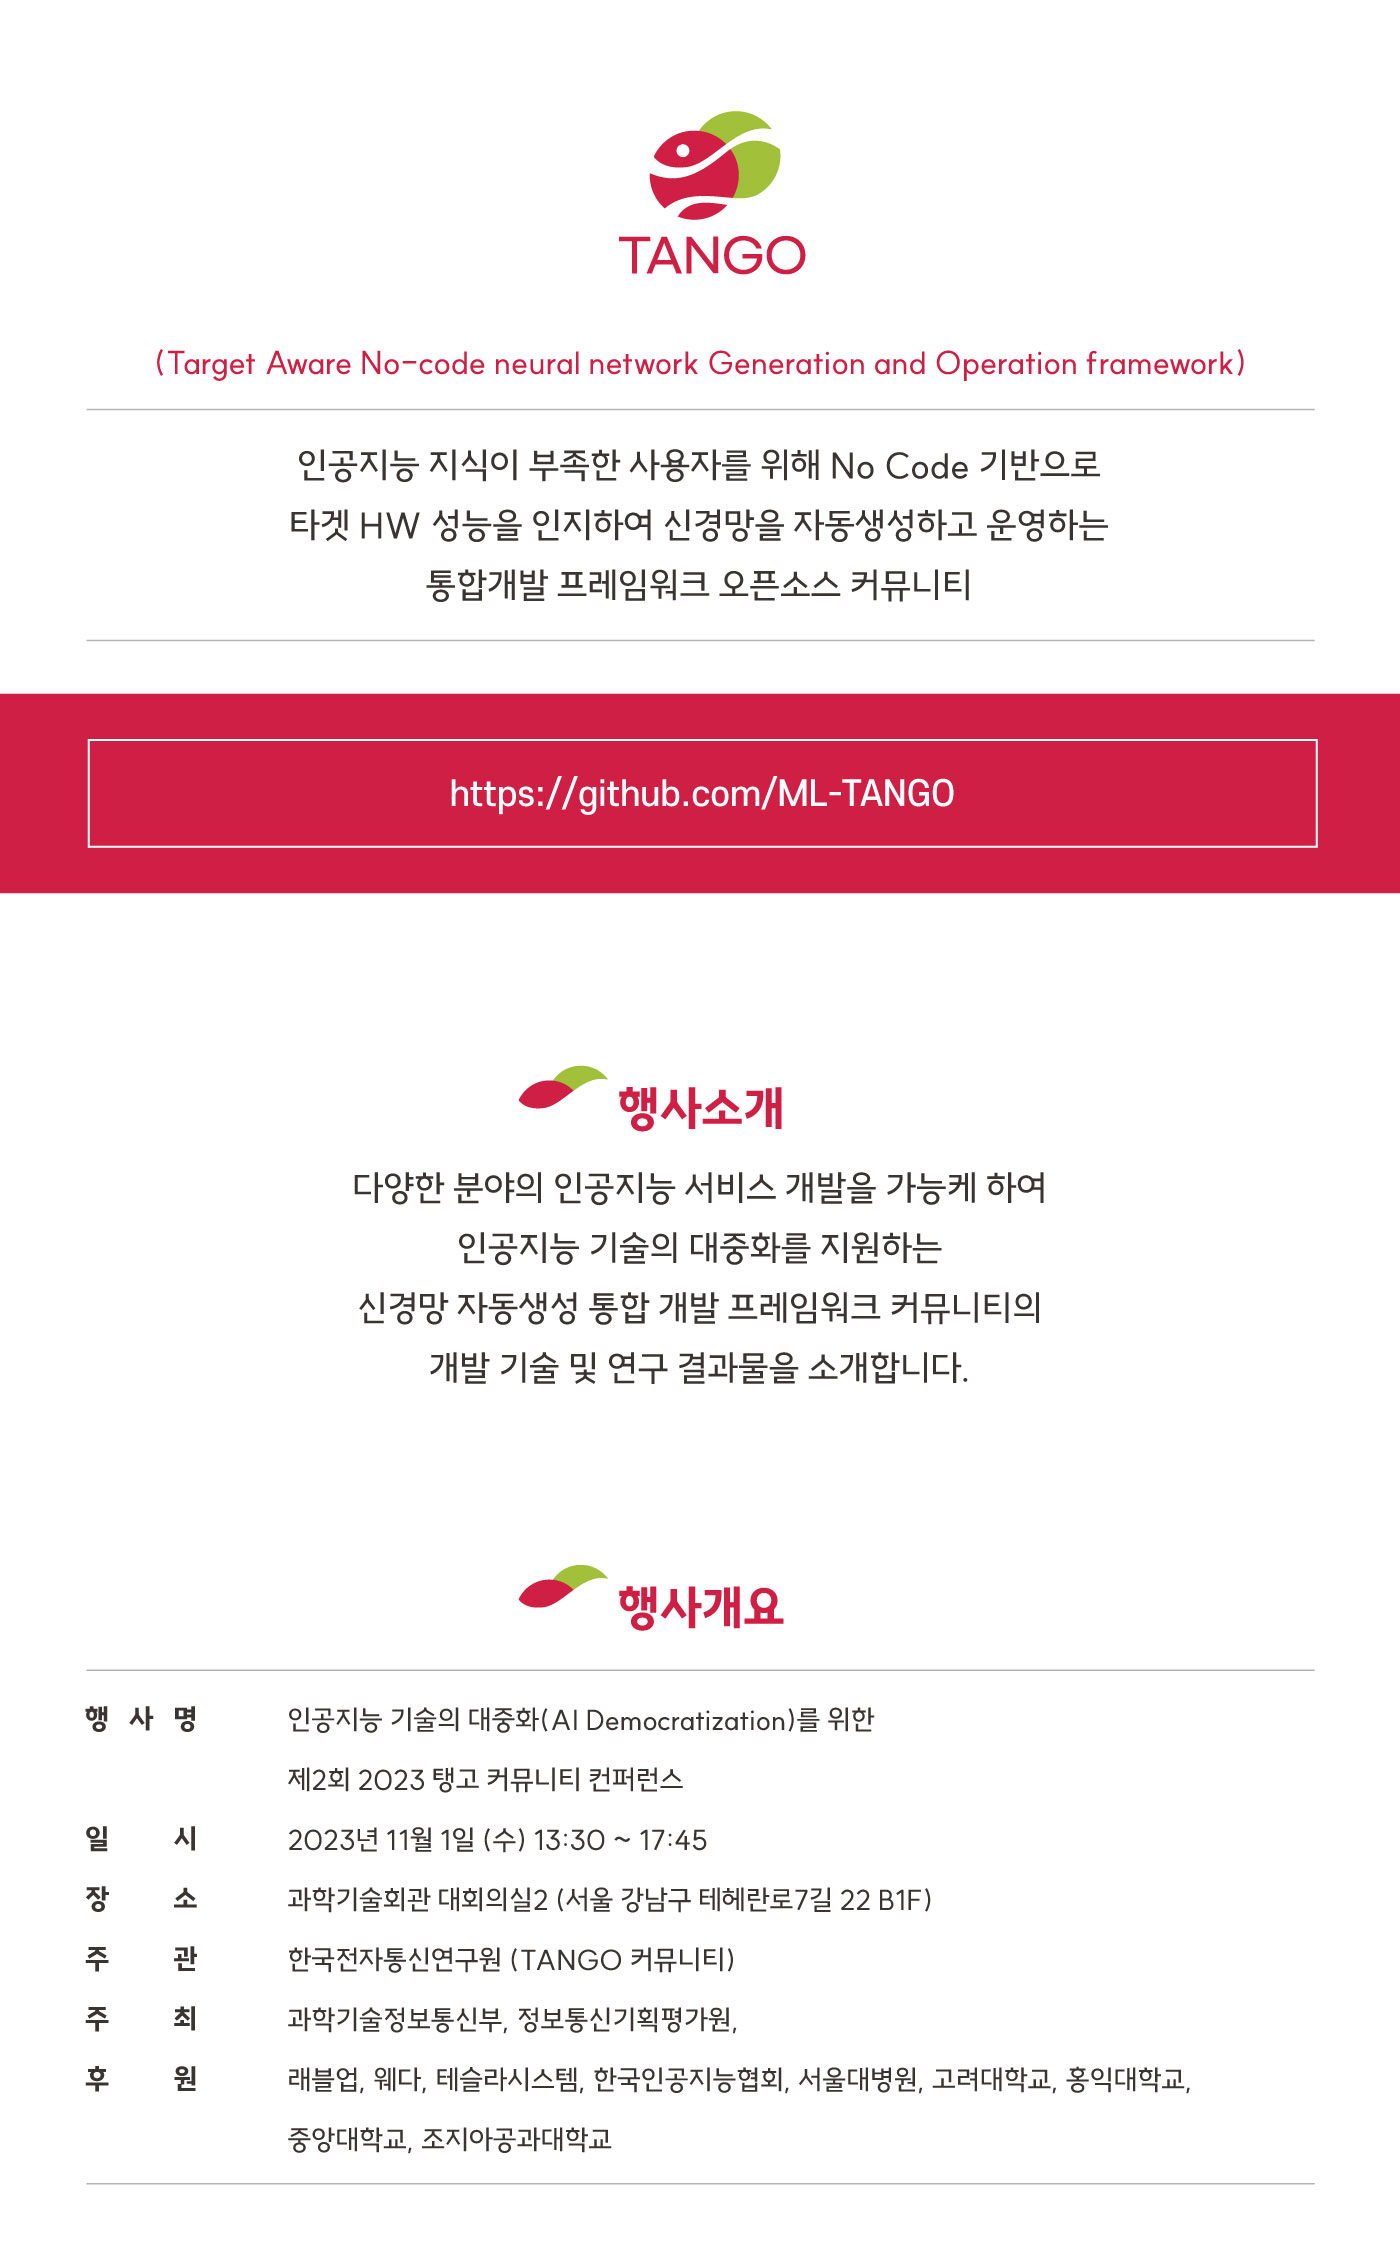 TANGO
(Target Aware No-code neural network Generation and Operation framework)
인공지능 지식이 부족한 사용자를 위해 No Code 기반으로
타겟 HW 성능을 인지하여 신경망을 자동생성하고 운영하는
통합개발 프레임워크 오픈소스 커뮤니티
https://github.com/ML-TANGO
행사소개
다양한 분야의 인공지능 서비스 개발을 가능케 하여
인공지능 기술의 대중화를 지원하는
신경망 자동생성 통합 개발 프레임워크 커뮤니티의
개발 기술 및 연구 결과물을 소개합니다.
행사개요
행 사 명 인공지능 기술의 대중화(AI Democratization)를 위한
제2회 2023 탱고 커뮤니티 컨퍼런스
일 시 2023년 11월 1일 (수) 13:30 ~ 17:45
장 소 과학기술회관 대회의실2 (서울 강남구 테헤란로7길 22 B1F)
주 관 한국전자통신연구원 (TANGO 커뮤니티)
주 최 과학기술정보통신부, 정보통신기획평가원,
후 원 래블업, 웨다, 테슬라시스템, 한국인공지능협회, 서울대병원, 고려대학교, 홍익대학교,
중앙대학교, 조지아공과대학교